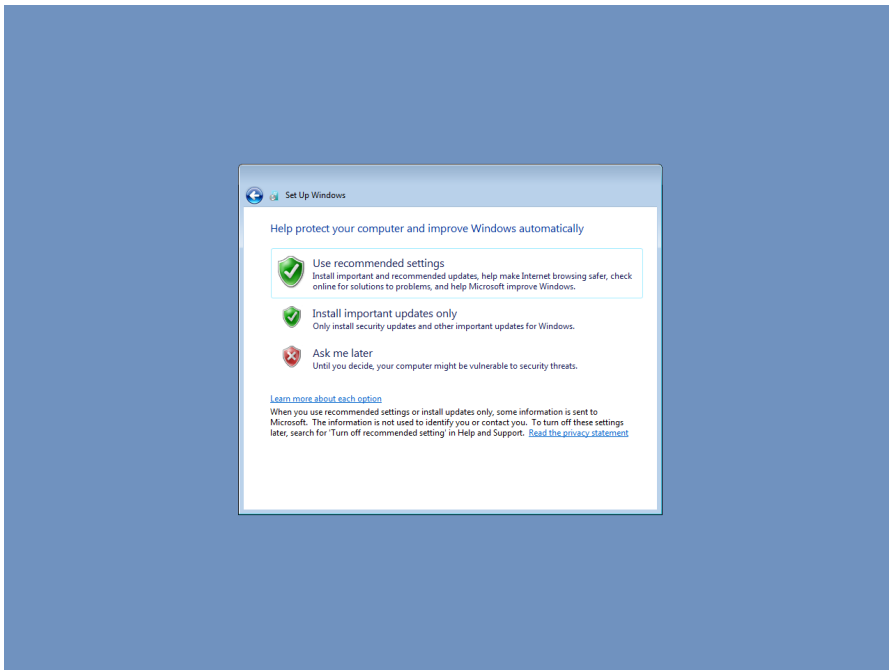 Set Up Windows
Help protect your computer and improve Windows automatically
Use recommended settings
Install important and recommended updates, help make Internet browsing safer, check
online for solutions to problems, and help Microsoft improve Windows.
Install important updates only
Only install security updates and other important updates for Windows.
Ask me later
Until you decide, your computer might be vulnerable to security threats.
Learn more about each option
When you use recommended settings or install updates only, some information is sent to
Microsoft. The information is not used to identify you or contact you. To turn off these settings
later, search for 'Turn off recommended setting' in Help and Support. Read the privacy statement